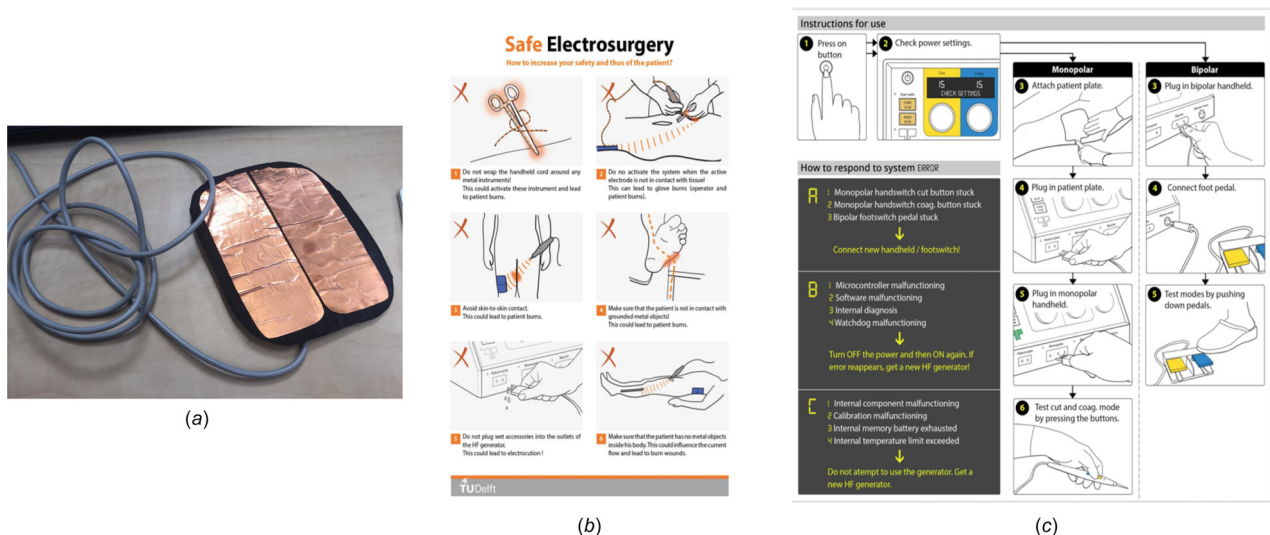 Safe Electrosurgery
How to increase your safety and thus of the patient?
1 Do not wrap the handheld cord around any
metal instruments!
This could activate these instrument and lead
to patient burns.
2 Do no activate the system when the active
electrode is not in contact with tissue!
This can lead to glove burns (operator and
patient burns).
3 Avoid skin-to-skin contact.
This could lead to patient burns.
4 Make sure that the patient is not in contact with
grounded metal objects!
This could lead to patient burns.
5 Do not plug wet accessories into the outlets of
the HF generator.
This could lead to electrocution !
6 Make sure that the patient has no metal objects
inside his body. This could influence the current
flow and lead to burn wounds.
TUDelft
Instructions for use
1 Press on
button
2 Check power settings.
Cut Coag
15 15
CHECK SETTINGS
Monopolar
3 Attach patient plate.
4 Plug in patient plate.
5 Plug in monopolar
handheld.
6 Test cut and coag. mode
by pressing the buttons.
Bipolar
3 Plug in bipolar handheld.
4 Connect foot pedal.
5 Test modes by pushing
down pedals.
How to respond to system ERROR
A
1 Monopolar handswitch cut button stuck
2 Monopolar handswitch coag. button stuck
3 Bipolar footswitch pedal stuck
Connect new handheld / footswitch!
B
1 Microcontroller malfunctioning
2 Software malfunctioning
3 Internal diagnosis
4 Watchdog malfunctioning
Turn OFF the power and then ON again. If
error reappears, get a new HF generator!
C
1 Internal component malfunctioning
2 Calibration malfunctioning
3 Internal memory battery exhausted
4 Internal temperature limit exceeded
Do not atempt to use the generator. Get a
new HF generator.
(a)
(b)
(c)